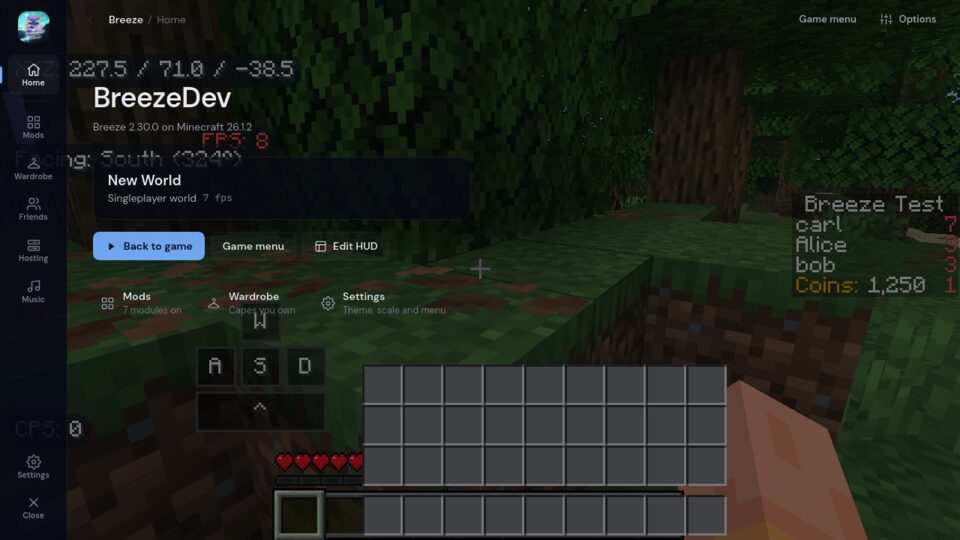 Breeze / Home
Game menu
Options
XYZ: 227.5 / 71.0 / -38.5
Home
BreezeDev
Breeze 2.30.0 on Minecraft 26.1.2
FPS: 8
Mods
Facing: South (324°)
Wardrobe
New World
Singleplayer world 7 fps
Friends
Breeze Test
carl 7
Alice
bob 3
Coins: 1,250 1
Back to game
Game menu
Edit HUD
Hosting
Music
Mods
7 modules on
Wardrobe
Capes you own
Settings
Theme, scale and menu
W
A S D
^
CPS: 0
Settings
Close